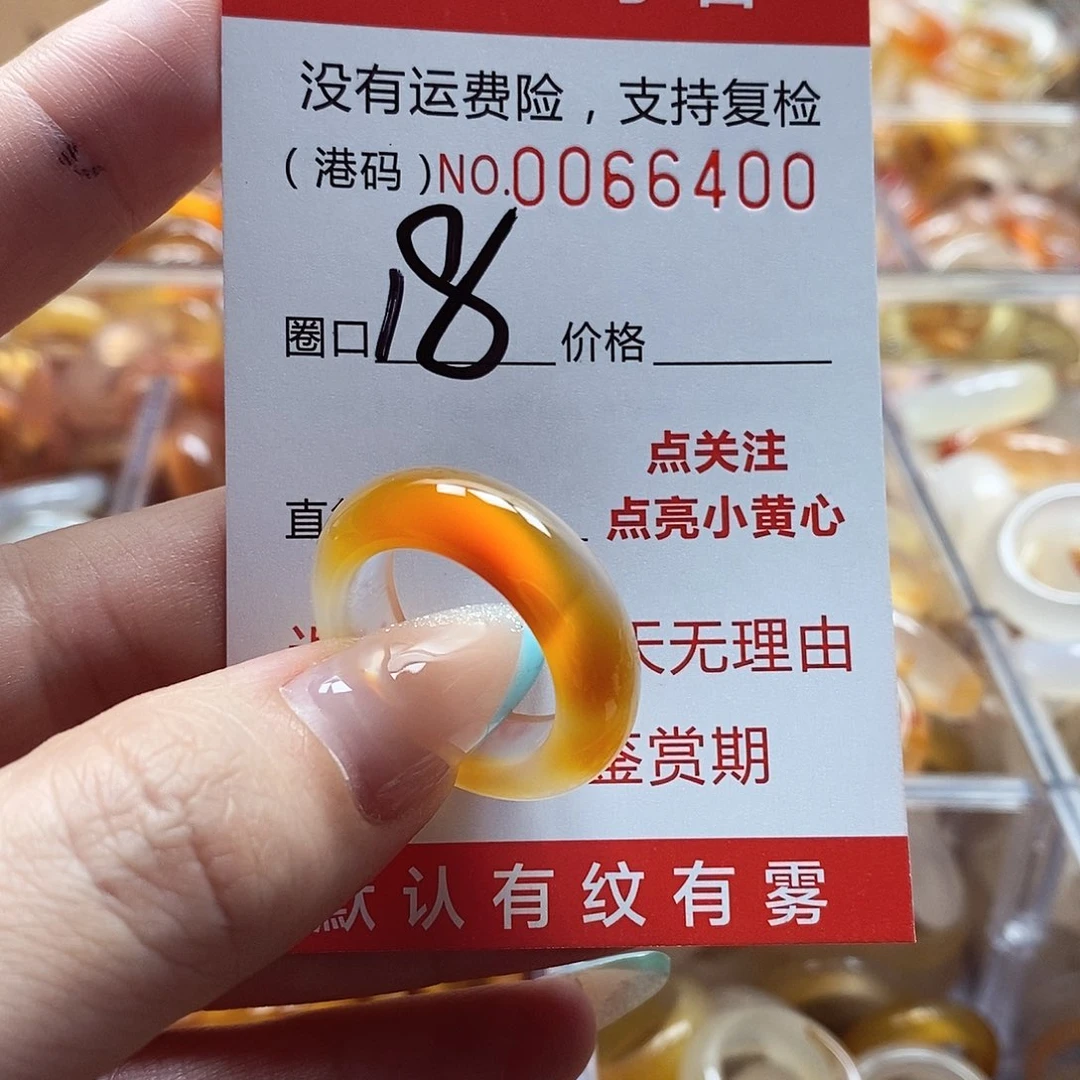 没有运费险，支持复检
（港码）NO.0066400
圈口 18 价格
点关注
直 点亮小黄心
天无理由
鉴赏期
默认有纹有雾